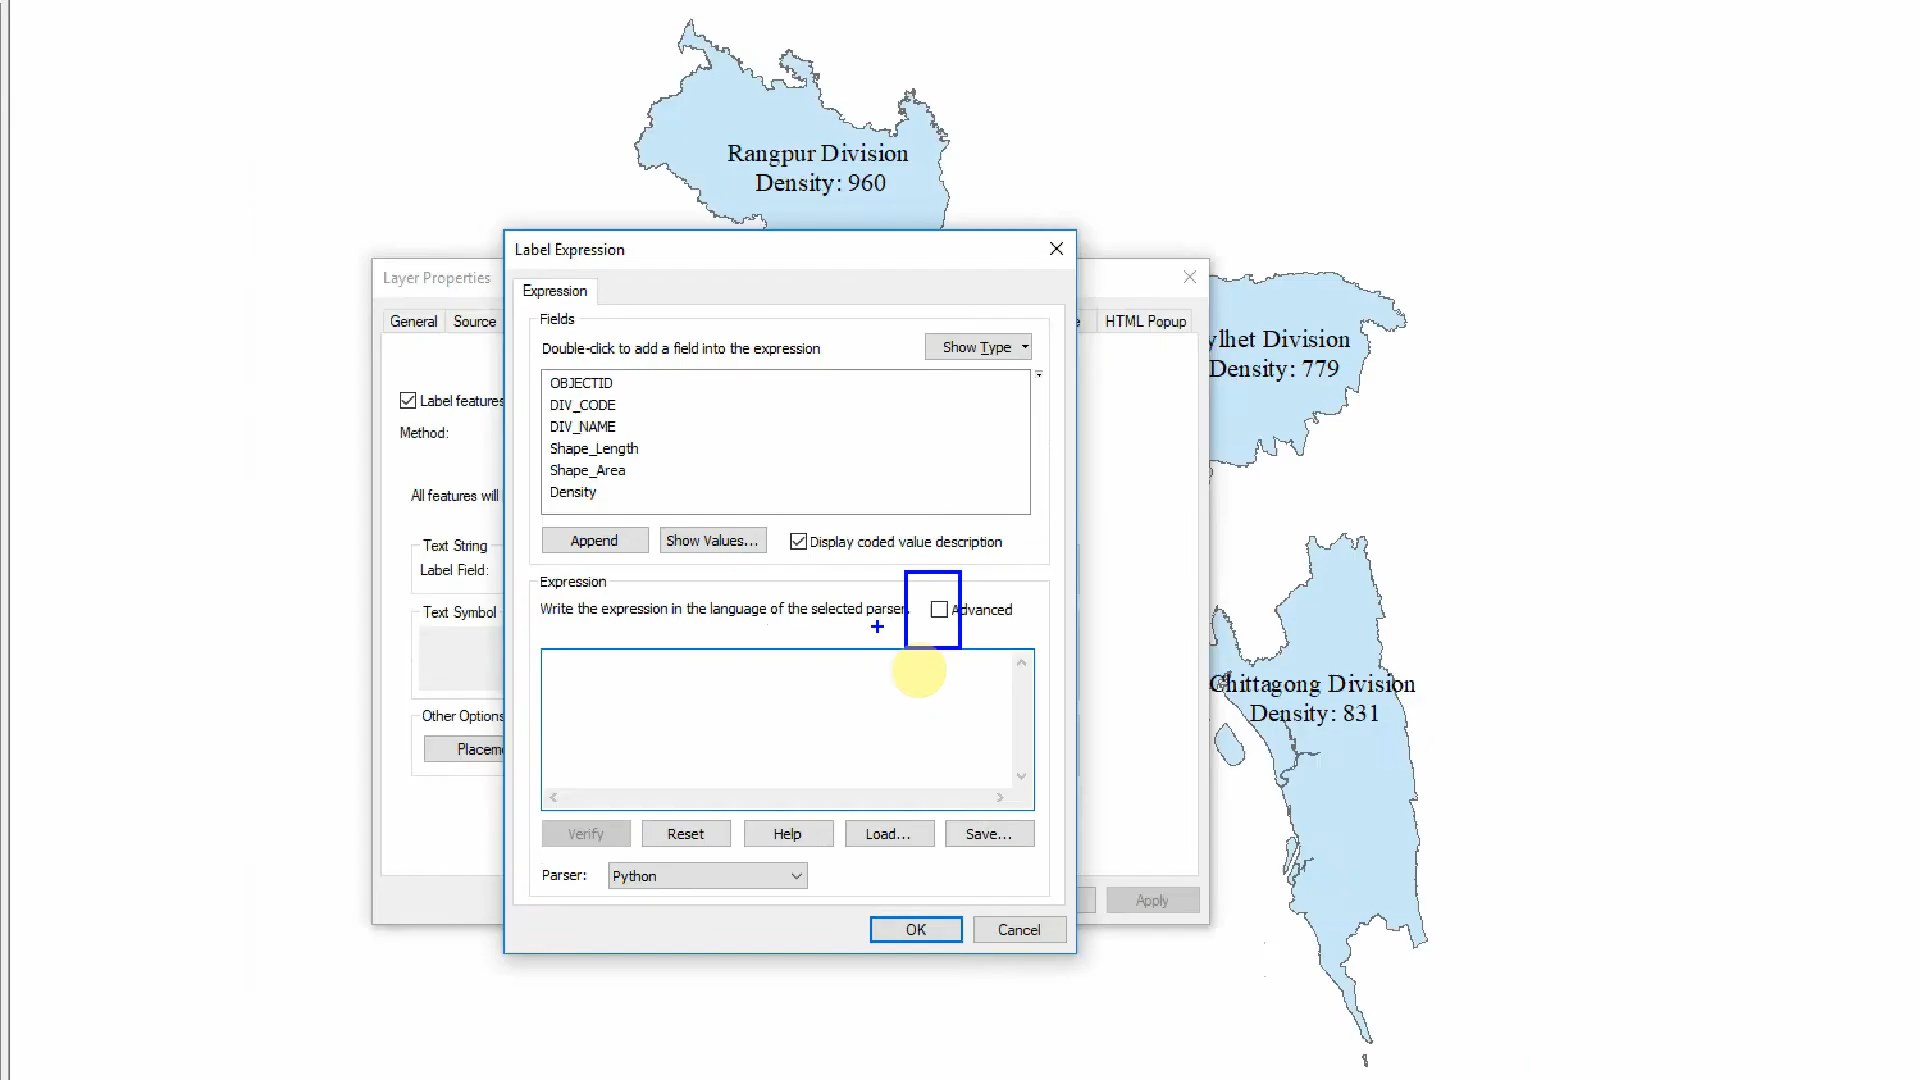 Rangpur Division
Density: 960
Label Expression
Layer Properties
General
Source
HTML Popup
Expression
Fields
Double-click to add a field into the expression
Show Type
OBJECTID
DIV_CODE
DIV_NAME
Shape_Length
Shape_Area
Density
Label features
Method:
All features will
Text String
Label Field:
Text Symbol
Other Options
Placem
Append
Show Values...
Display coded value description
Expression
Write the expression in the language of the selected parser.
Advanced
Verify
Reset
Help
Load...
Save...
Parser:
Python
OK
Cancel
Apply
ylhet Division
Density: 779
Chittagong Division
Density: 831